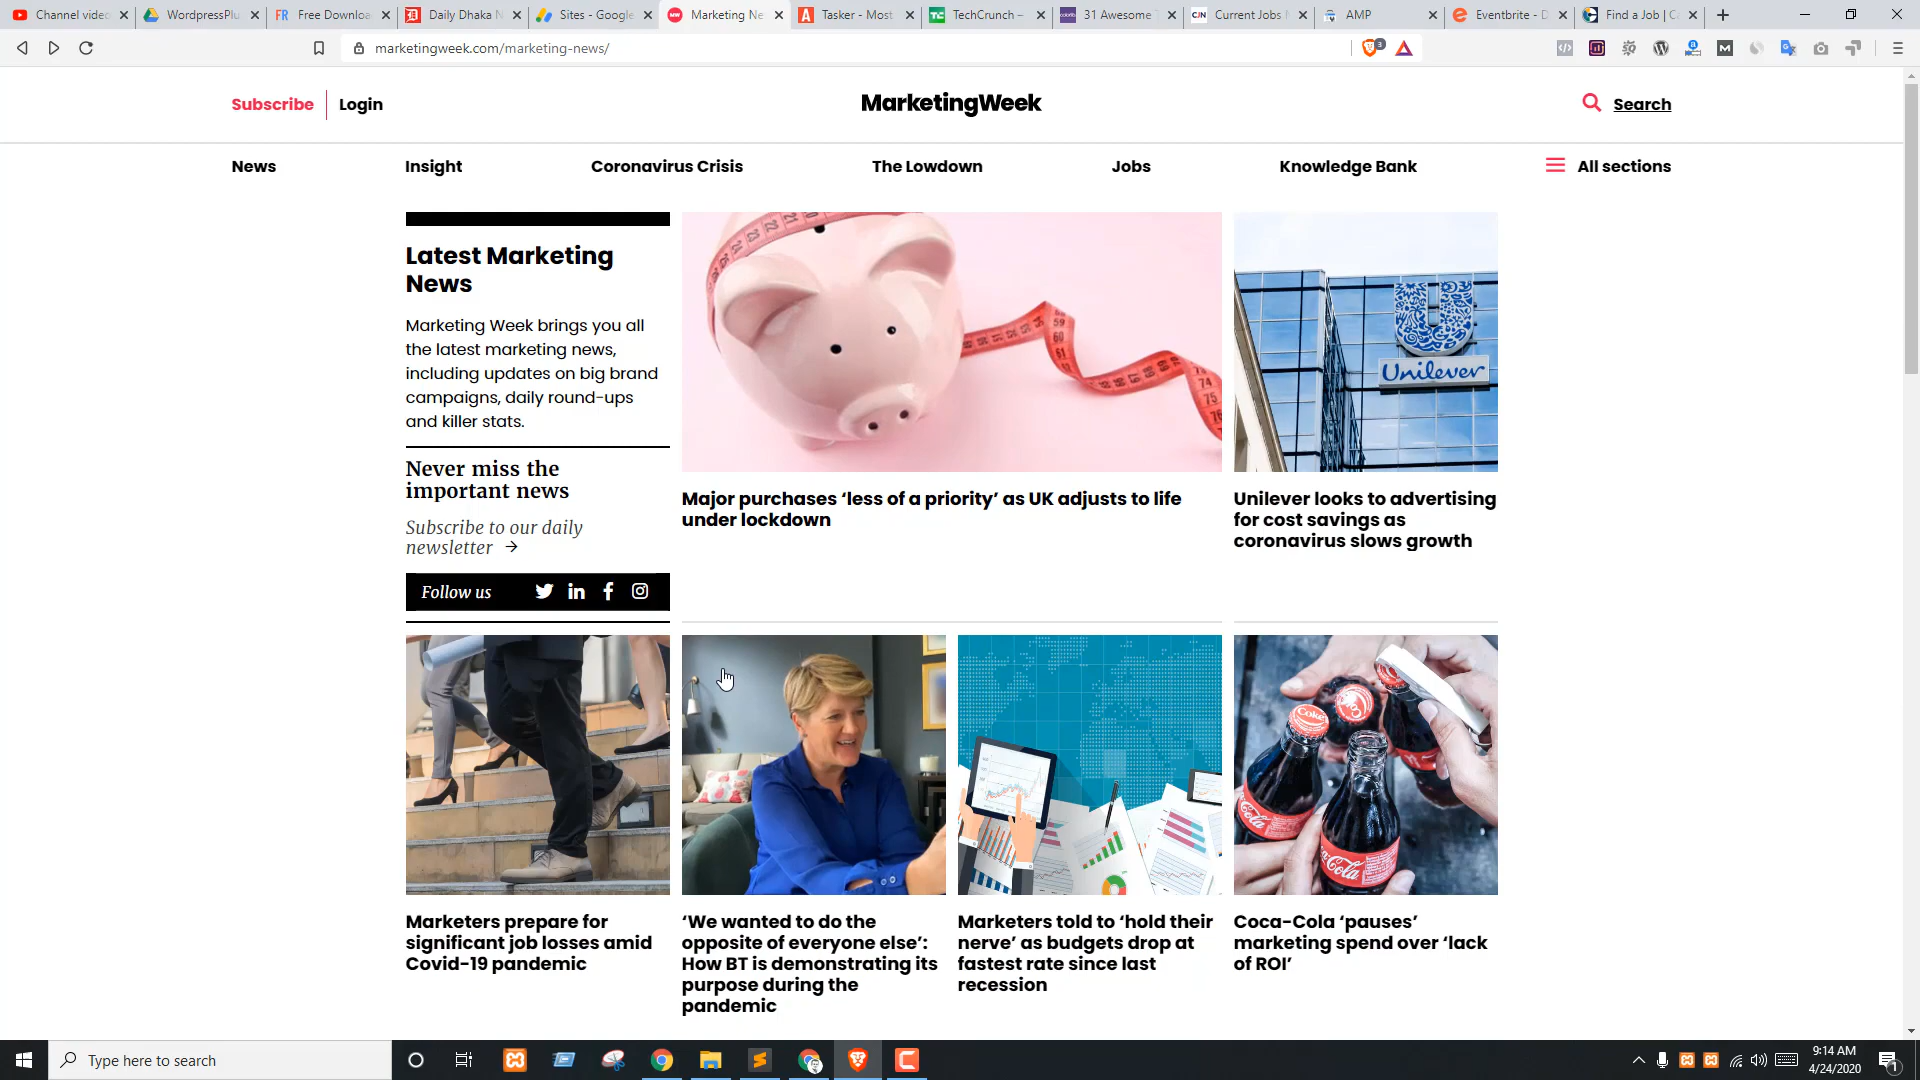 Channel video
WordpressPlu
Free Downloa
Daily Dhaka N
Sites - Google
Marketing Ne
Tasker - Most
TechCrunch –
31 Awesome
Current Jobs
AMP
Eventbrite - D
Find a Job | C
marketingweek.com/marketing-news/
3
Subscribe
Login
MarketingWeek
Search
News
Insight
Coronavirus Crisis
The Lowdown
Jobs
Knowledge Bank
All sections
Latest Marketing
News
Marketing Week brings you all
the latest marketing news,
including updates on big brand
campaigns, daily round-ups
and killer stats.
Never miss the
important news
Subscribe to our daily
newsletter →
Follow us
Unilever
Major purchases ‘less of a priority’ as UK adjusts to life
under lockdown
Unilever looks to advertising
for cost savings as
coronavirus slows growth
Coke
Coca-Cola
Marketers prepare for
significant job losses amid
Covid-19 pandemic
‘We wanted to do the
opposite of everyone else’:
How BT is demonstrating its
purpose during the
pandemic
Marketers told to ‘hold their
nerve’ as budgets drop at
fastest rate since last
recession
Coca-Cola ‘pauses’
marketing spend over ‘lack
of ROI’
Type here to search
9:14 AM
4/24/2020
1